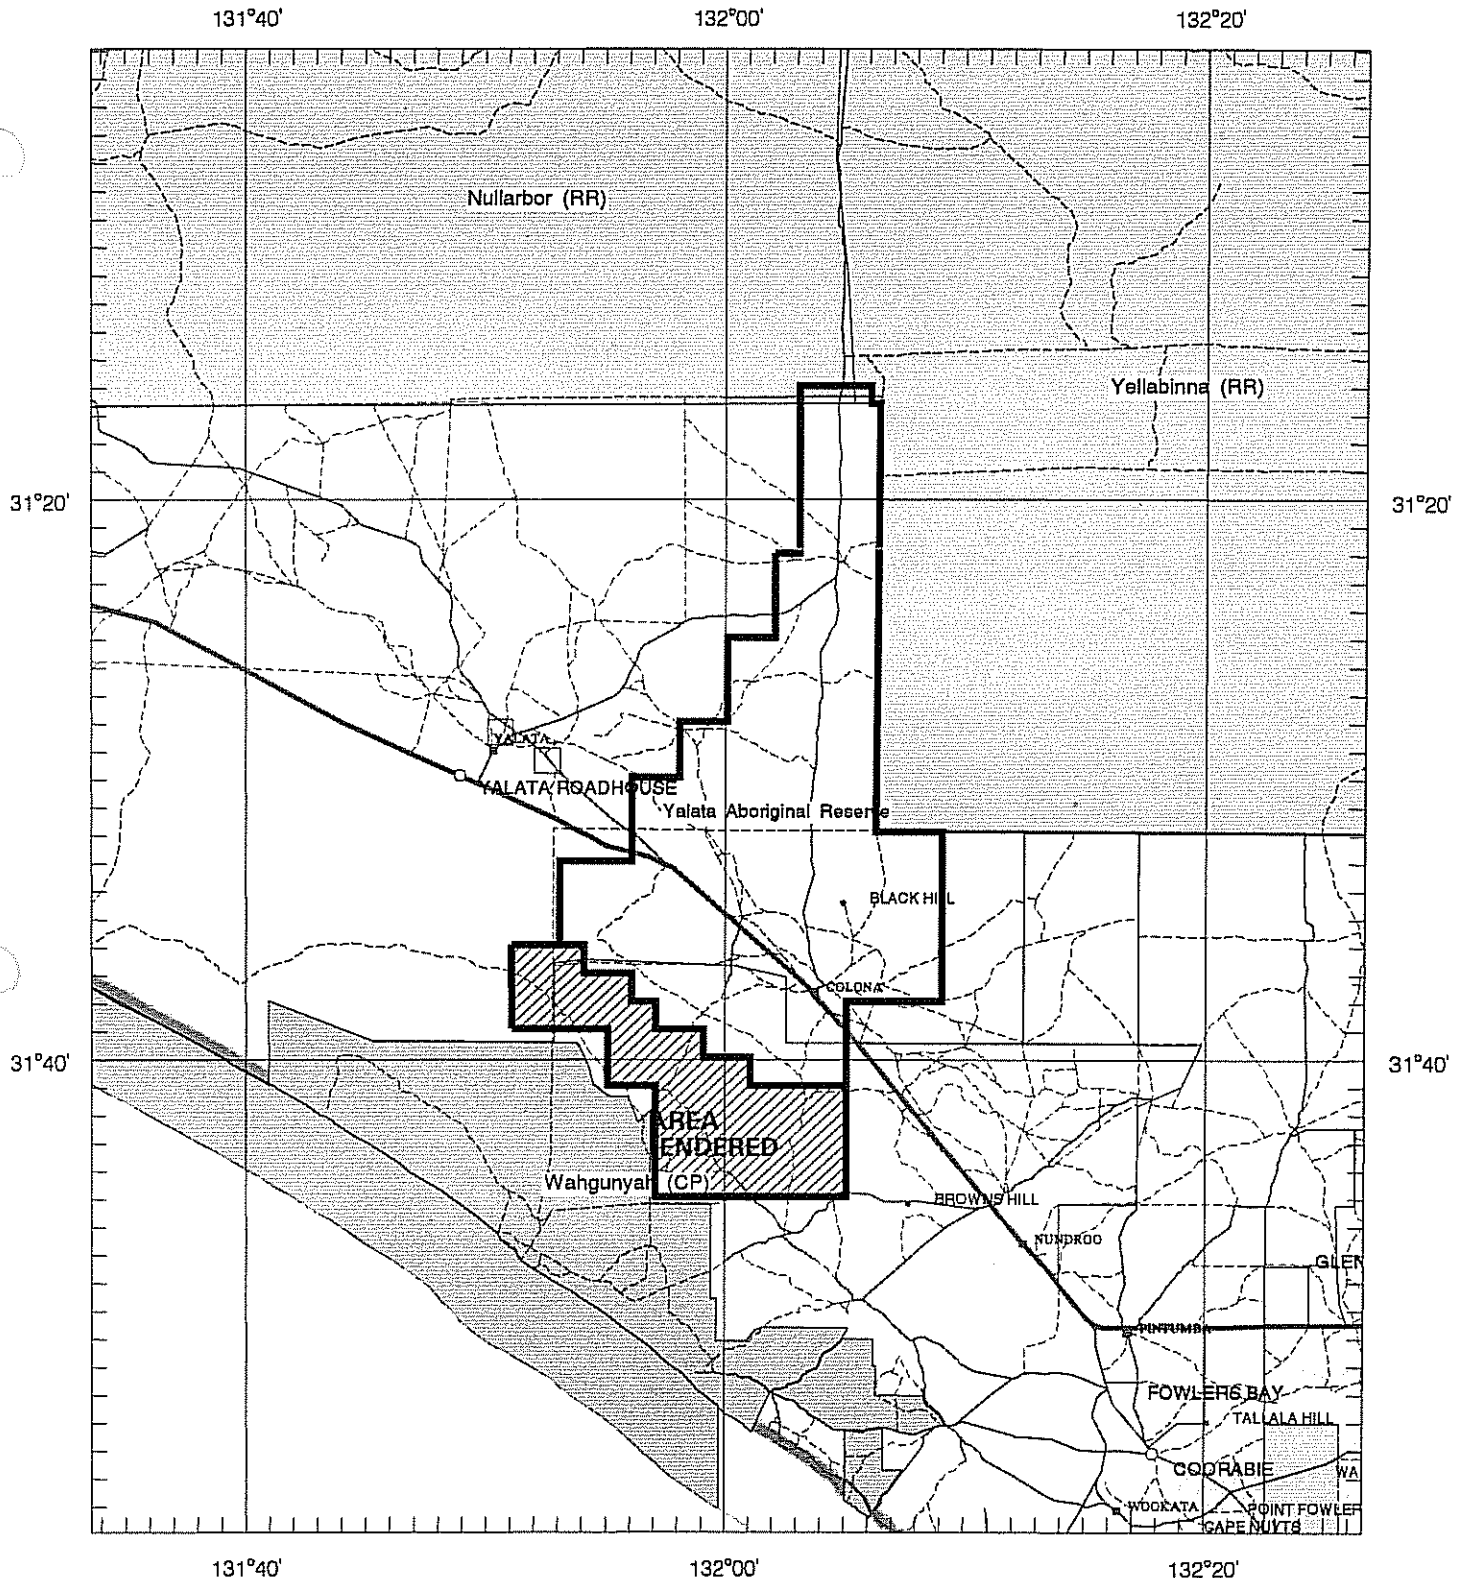 131°40'
132°00'
132°20'
Nullarbor (RR)
Yellabinna (RR)
31°20'
31°20'
YALATA
YALATA ROADHOUSE
Yalata Aboriginal Reserve
BLACK HILL
COLONA
31°40'
31°40'
AREA
ENDERED
Wahgunyah (CP)
BROWNS HILL
NUNDROO
GLEN
PINTUMBA
FOWLERS BAY
TALLALA HILL
COORABIE
WA
WOOKATA
POINT FOWLER
CAPE NUYTS
131°40'
132°00'
132°20'